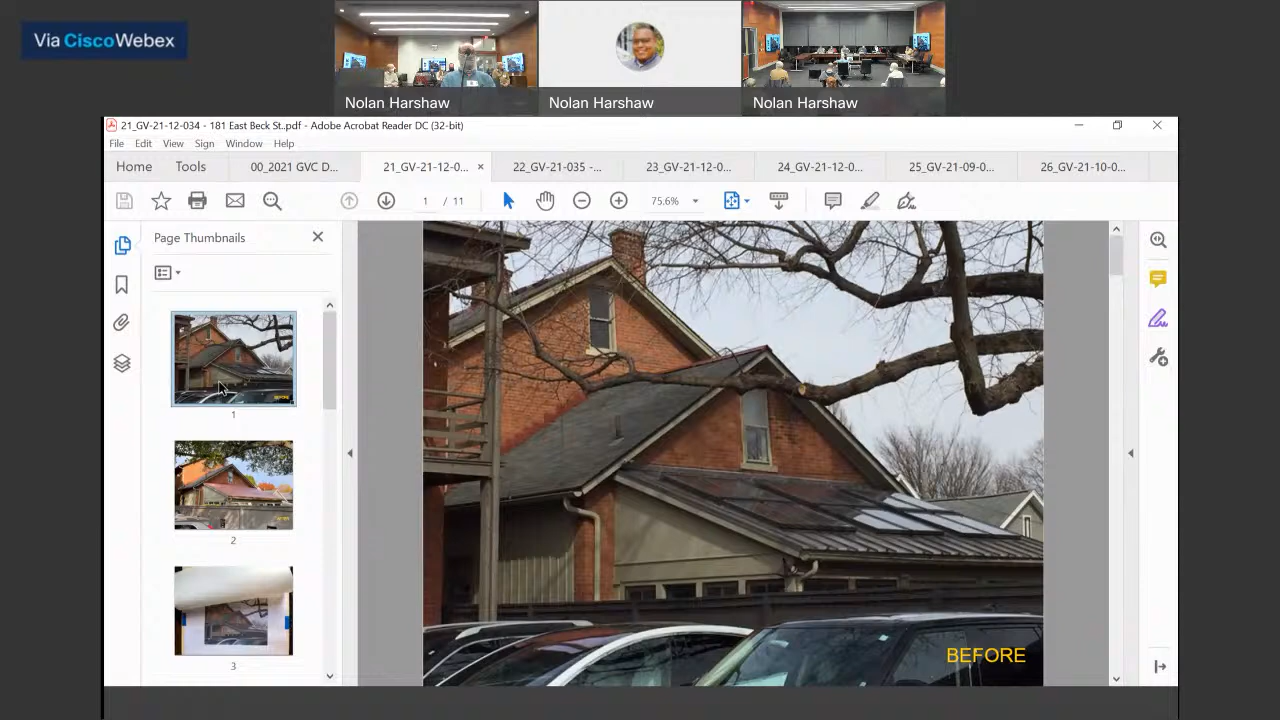 Via Cisco Webex
Nolan Harshaw
Nolan Harshaw
Nolan Harshaw
21_GV-21-12-034 - 181 East Beck St..pdf - Adobe Acrobat Reader DC (32-bit)
File Edit View Sign Window Help
Home Tools 00_2021 GVC D... 21_GV-21-12-0... × 22_GV-21-035 -... 23_GV-21-12-0... 24_GV-21-12-0... 25_GV-21-09-0... 26_GV-21-10-0...
1 / 11 75.6%
Page Thumbnails
1
2
3
BEFORE